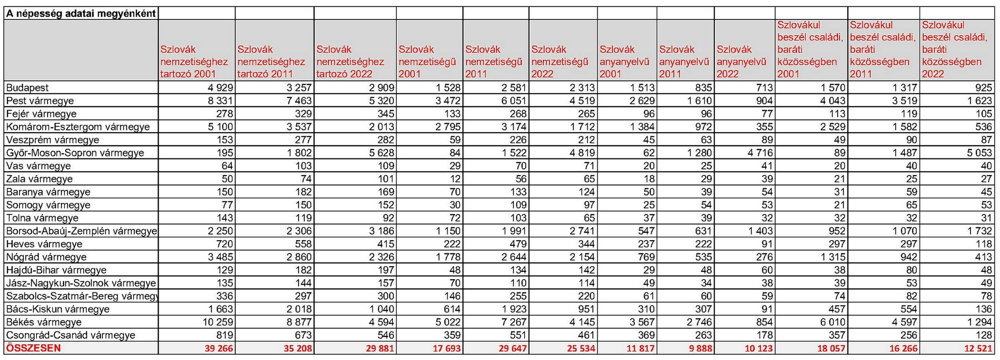 A népesség adatai megyénként
Szlovák nemzetiséghez tartozó 2001 Szlovák nemzetiséghez tartozó 2011 Szlovák nemzetiséghez tartozó 2022 Szlovák nemzetiségű 2001 Szlovák nemzetiségű 2011 Szlovák nemzetiségű 2022 Szlovák anyanyelvű 2001 Szlovák anyanyelvű 2011 Szlovák anyanyelvű 2022 Szlovákul beszél családi, baráti közösségben 2001 Szlovákul beszél családi, baráti közösségben 2011 Szlovákul beszél családi, baráti közösségben 2022
Budapest 4 929 3 257 2 909 1 528 2 581 2 313 1 513 835 713 1 570 1 317 925
Pest vármegye 8 331 7 463 5 320 3 472 6 051 4 519 2 629 1 610 904 4 043 3 519 1 623
Fejér vármegye 278 329 345 133 268 265 96 96 77 113 119 105
Komárom-Esztergom vármegye 5 100 3 537 2 013 2 795 3 174 1 712 1 384 972 355 2 529 1 582 536
Veszprém vármegye 153 277 282 59 226 212 45 63 89 49 90 87
Győr-Moson-Sopron vármegye 195 1 802 5 628 84 1 522 4 819 62 1 280 4 716 89 1 487 5 053
Vas vármegye 64 103 109 29 70 71 20 25 41 20 40 40
Zala vármegye 50 74 101 12 56 65 18 29 39 21 25 27
Baranya vármegye 150 182 169 70 133 124 50 39 54 31 59 45
Somogy vármegye 77 150 152 30 109 97 25 54 53 21 65 53
Tolna vármegye 143 119 92 72 103 65 37 39 32 32 32 31
Borsod-Abaúj-Zemplén vármegye 2 250 2 306 3 186 1 150 1 991 2 741 547 631 1 403 952 1 070 1 732
Heves vármegye 720 558 415 222 479 344 237 222 91 297 297 118
Nógrád vármegye 3 485 2 860 2 326 1 778 2 644 2 154 769 535 276 1 315 942 413
Hajdú-Bihar vármegye 129 182 197 48 134 142 29 48 60 38 80 48
Jász-Nagykun-Szolnok vármegye 135 144 157 70 110 114 49 34 38 39 53 49
Szabolcs-Szatmár-Bereg vármegy 336 297 300 146 255 220 61 60 59 74 82 78
Bács-Kiskun vármegye 1 663 2 018 1 040 614 1 923 951 310 307 91 457 554 136
Békés vármegye 10 259 8 877 4 594 5 022 7 267 4 145 3 567 2 746 854 6 010 4 597 1 294
Csongrád-Csanád vármegye 819 673 546 359 551 461 369 263 178 357 256 128
ÖSSZESEN 39 266 35 208 29 881 17 693 29 647 25 534 11 817 9 888 10 123 18 057 16 266 12 521